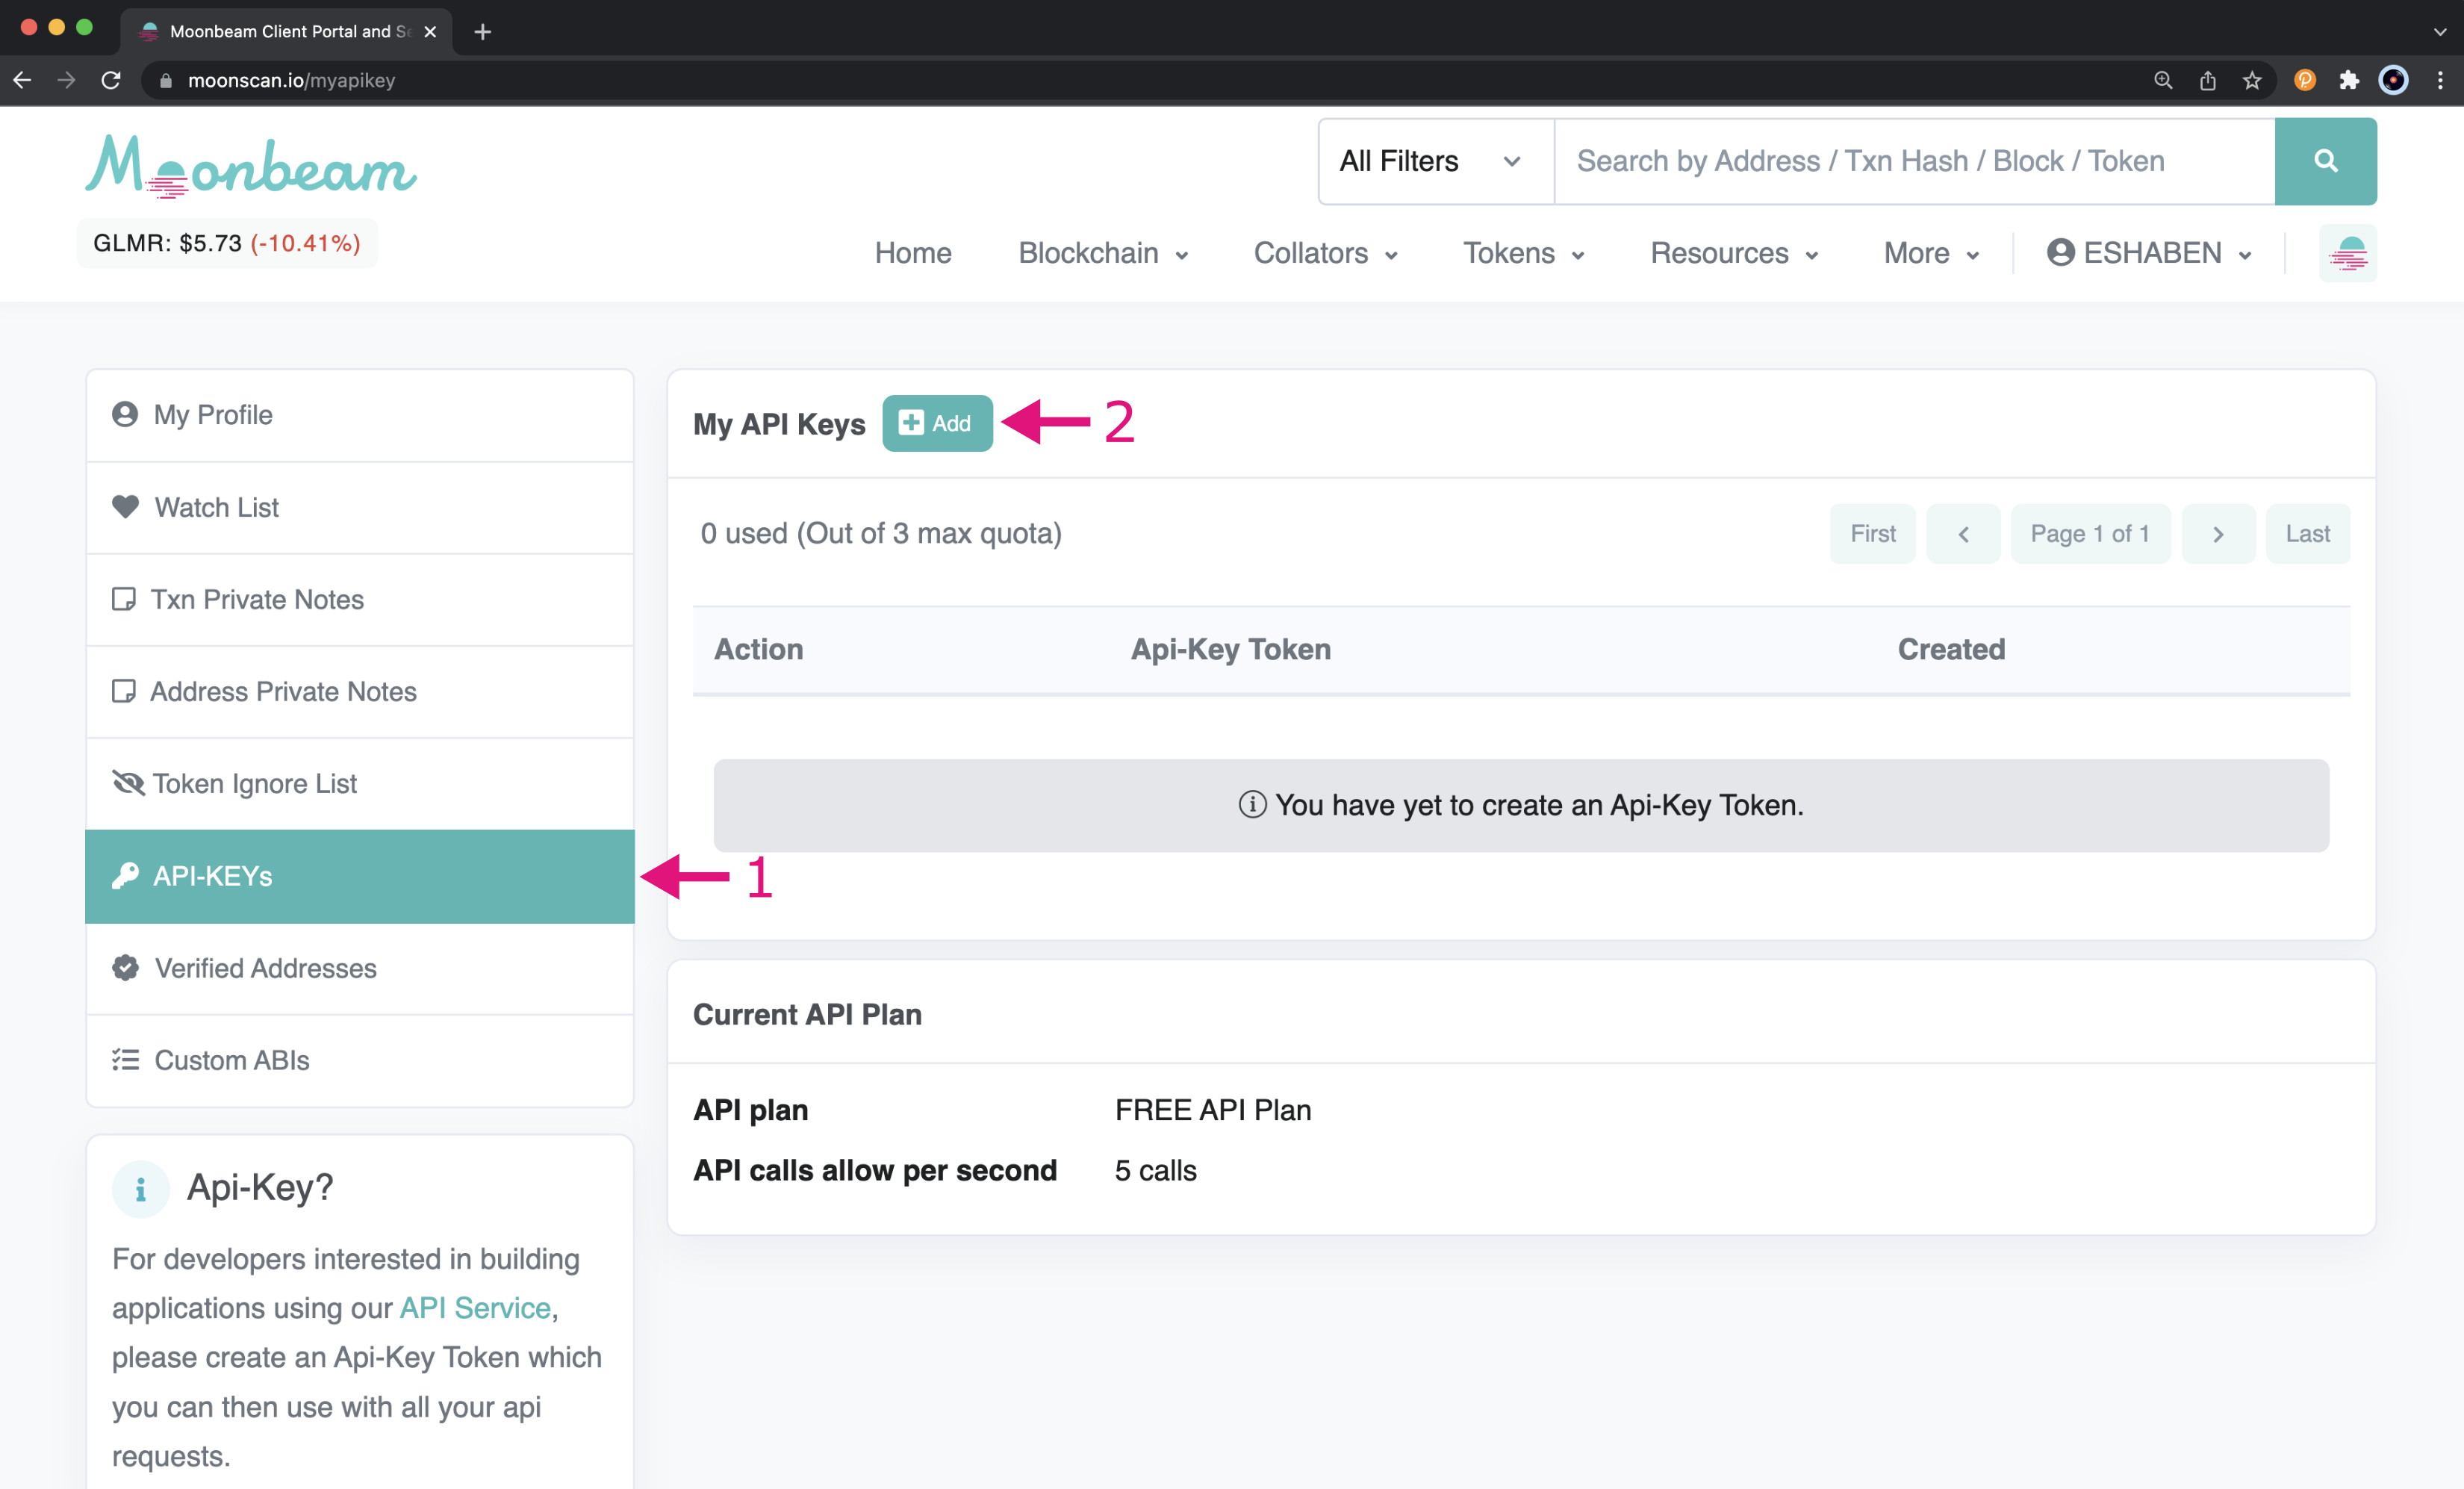 Moonbeam Client Portal and Se
moonscan.io/myapikey
Moonbeam
All Filters
Search by Address / Txn Hash / Block / Token
GLMR: $5.73 (-10.41%)
Home
Blockchain
Collators
Tokens
Resources
More
ESHABEN
My Profile
Watch List
Txn Private Notes
Address Private Notes
Token Ignore List
API-KEYs
1
Verified Addresses
Custom ABIs
Api-Key?
For developers interested in building
applications using our API Service,
please create an Api-Key Token which
you can then use with all your api
requests.
My API Keys
Add
2
0 used (Out of 3 max quota)
First
Page 1 of 1
Last
Action
Api-Key Token
Created
You have yet to create an Api-Key Token.
Current API Plan
API plan
FREE API Plan
API calls allow per second
5 calls